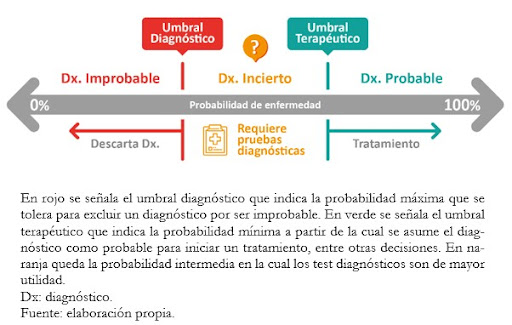 Umbral
Diagnóstico
?
Umbral
Terapéutico
Dx. Improbable
Dx. Incierto
Dx. Probable
0%
Probabilidad de enfermedad
100%
Descarta Dx.
Requiere
pruebas
diagnósticas
Tratamiento
En rojo se señala el umbral diagnóstico que indica la probabilidad máxima que se
tolera para excluir un diagnóstico por ser improbable. En verde se señala el umbral
terapéutico que indica la probabilidad mínima a partir de la cual se asume el diag-
nóstico como probable para iniciar un tratamiento, entre otras decisiones. En na-
ranja queda la probabilidad intermedia en la cual los test diagnósticos son de mayor
utilidad.
Dx: diagnóstico.
Fuente: elaboración propia.